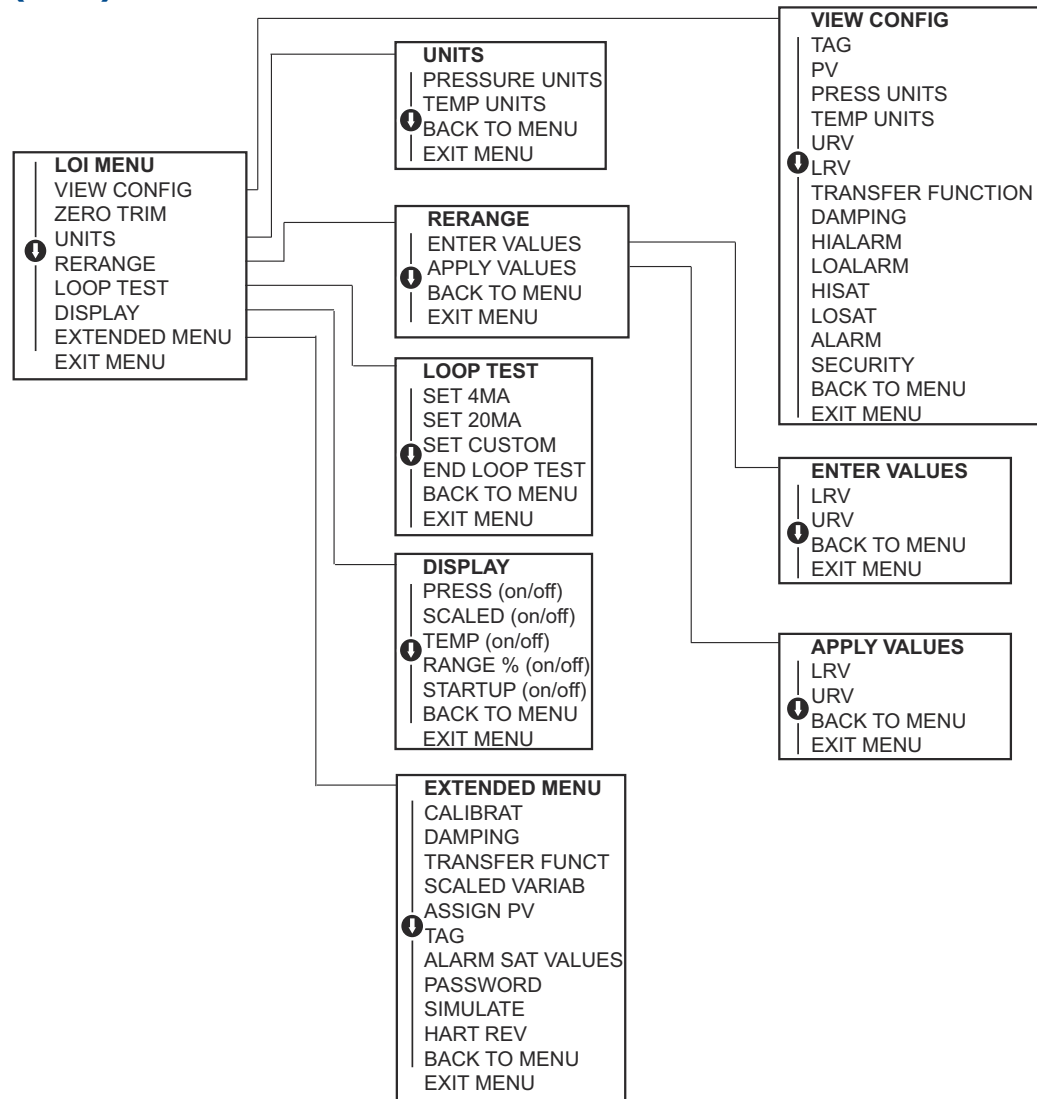 LOI MENU
VIEW CONFIG
ZERO TRIM
UNITS
RERANGE
LOOP TEST
DISPLAY
EXTENDED MENU
EXIT MENU
UNITS
PRESSURE UNITS
TEMP UNITS
BACK TO MENU
EXIT MENU
RERANGE
ENTER VALUES
APPLY VALUES
BACK TO MENU
EXIT MENU
LOOP TEST
SET 4MA
SET 20MA
SET CUSTOM
END LOOP TEST
BACK TO MENU
EXIT MENU
DISPLAY
PRESS (on/off)
SCALED (on/off)
TEMP (on/off)
RANGE % (on/off)
STARTUP (on/off)
BACK TO MENU
EXIT MENU
EXTENDED MENU
CALIBRAT
DAMPING
TRANSFER FUNCT
SCALED VARIAB
ASSIGN PV
TAG
ALARM SAT VALUES
PASSWORD
SIMULATE
HART REV
BACK TO MENU
EXIT MENU
VIEW CONFIG
TAG
PV
PRESS UNITS
TEMP UNITS
URV
LRV
TRANSFER FUNCTION
DAMPING
HIALARM
LOALARM
HISAT
LOSAT
ALARM
SECURITY
BACK TO MENU
EXIT MENU
ENTER VALUES
LRV
URV
BACK TO MENU
EXIT MENU
APPLY VALUES
LRV
URV
BACK TO MENU
EXIT MENU